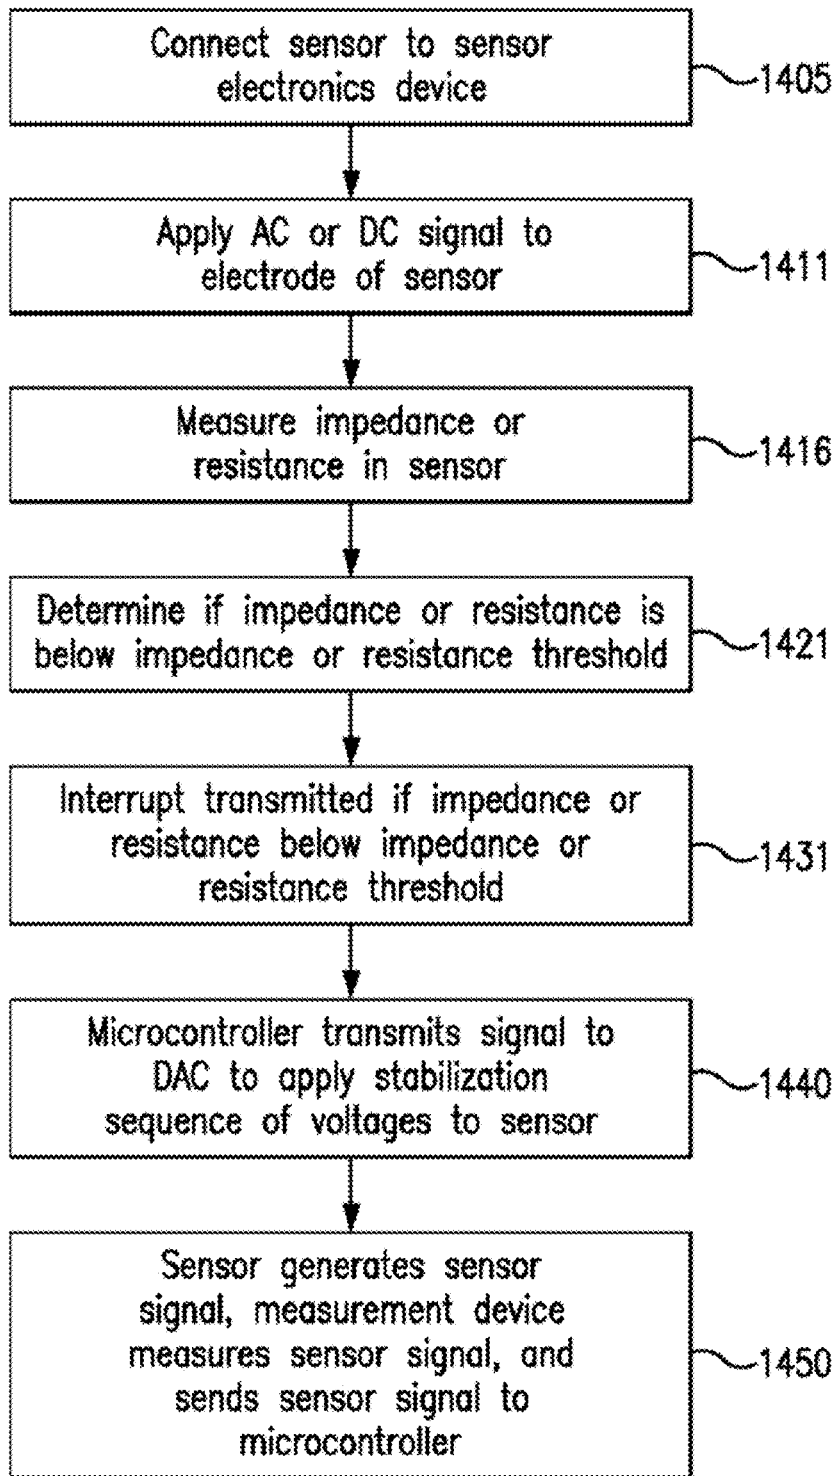 Connect sensor to sensor
electronics device
1405
Apply AC or DC signal to
electrode of sensor
1411
Measure impedance or
resistance in sensor
1416
Determine if impedance or resistance is
below impedance or resistance threshold
1421
Interrupt transmitted if impedance or
resistance below impedance or
resistance threshold
1431
Microcontroller transmits signal to
DAC to apply stabilization
sequence of voltages to sensor
1440
Sensor generates sensor
signal, measurement device
measures sensor signal, and
sends sensor signal to
microcontroller
1450